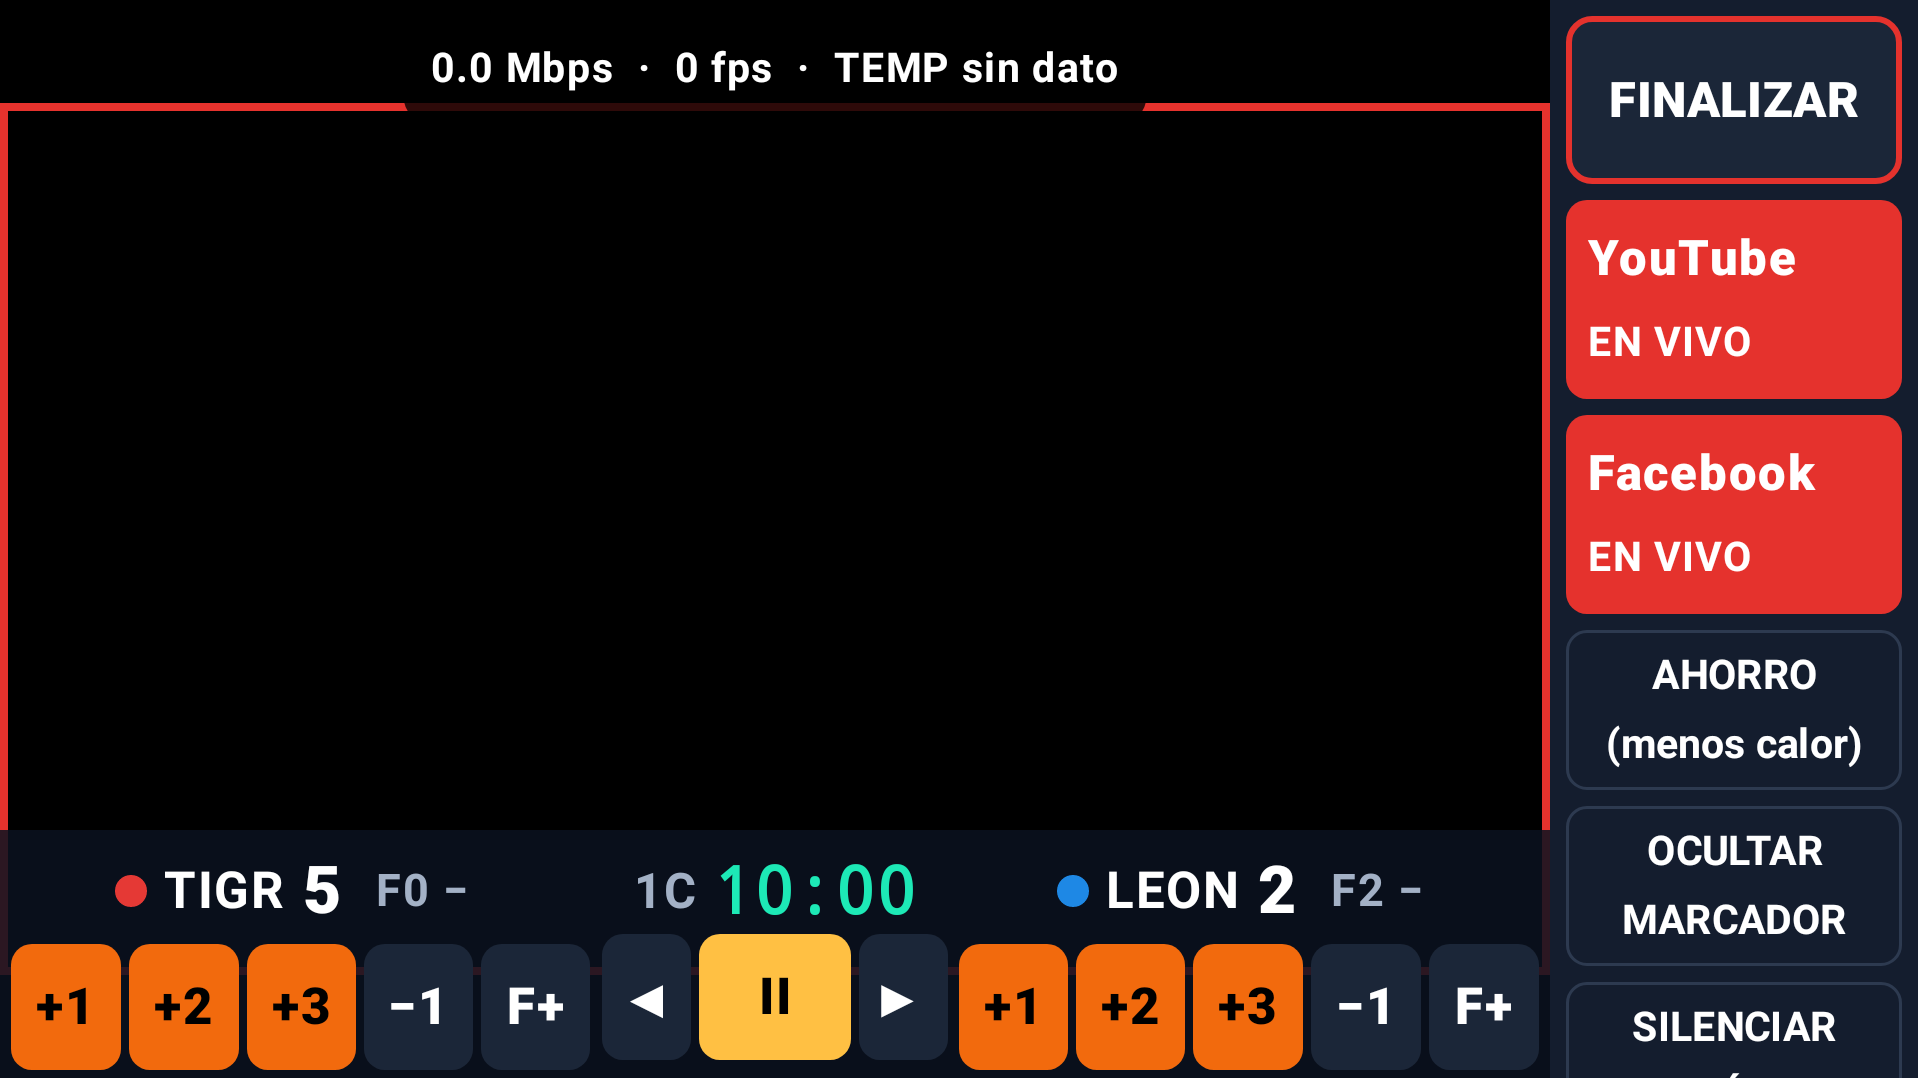 0.0 Mbps · 0 fps · TEMP sin dato
FINALIZAR
YouTube
EN VIVO
Facebook
EN VIVO
AHORRO
(menos calor)
OCULTAR
MARCADOR
SILENCIAR
TIGR 5 F0 –
1C 10:00
LEON 2 F2 –
+1 +2 +3 −1 F+ ◀ II ▶ +1 +2 +3 −1 F+